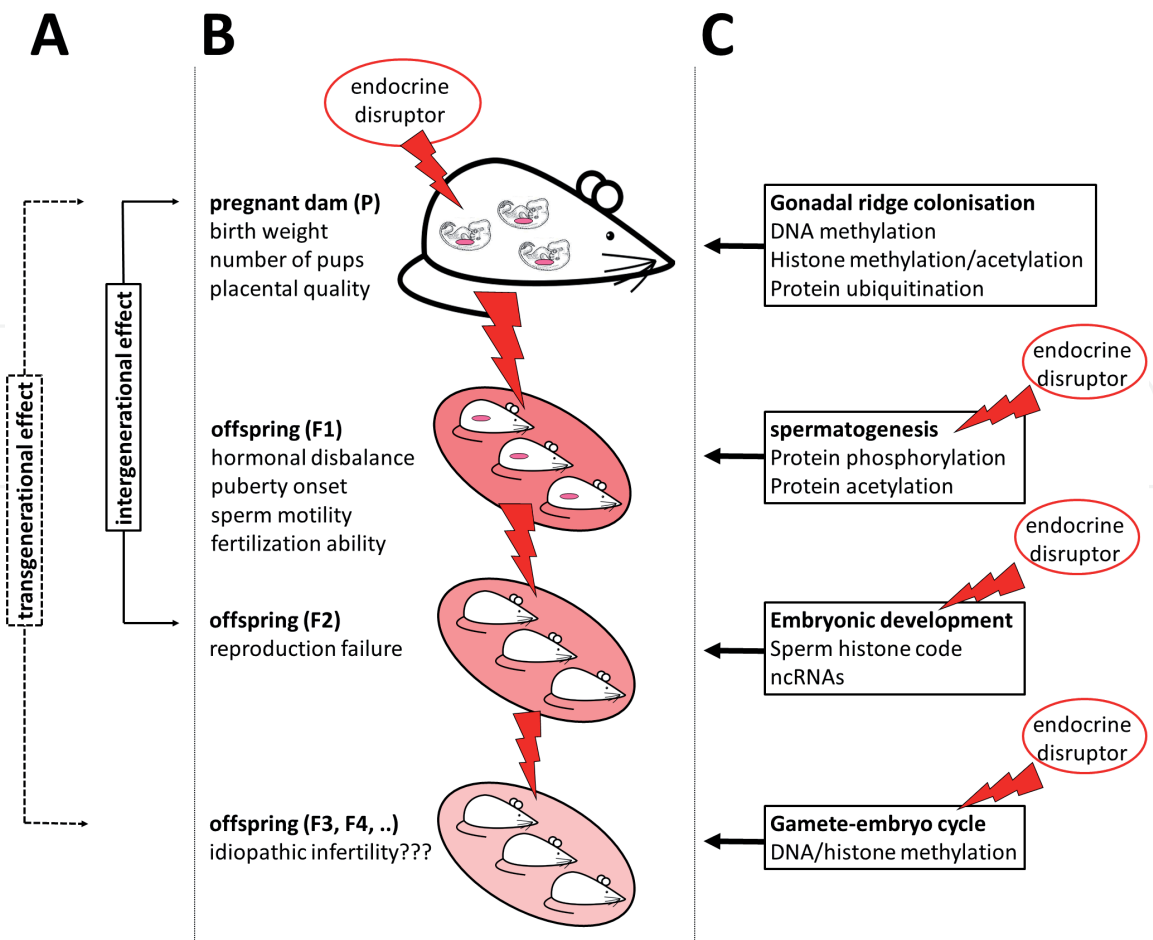 A
B
C
endocrine
disruptor
pregnant dam (P)
birth weight
number of pups
placental quality
Gonadal ridge colonisation
DNA methylation
Histone methylation/acetylation
Protein ubiquitination
transgenerational effect
intergenerational effect
endocrine
disruptor
offspring (F1)
hormonal disbalance
puberty onset
sperm motility
fertilization ability
spermatogenesis
Protein phosphorylation
Protein acetylation
endocrine
disruptor
offspring (F2)
reproduction failure
Embryonic development
Sperm histone code
ncRNAs
endocrine
disruptor
offspring (F3, F4, ..)
idiopathic infertility???
Gamete-embryo cycle
DNA/histone methylation